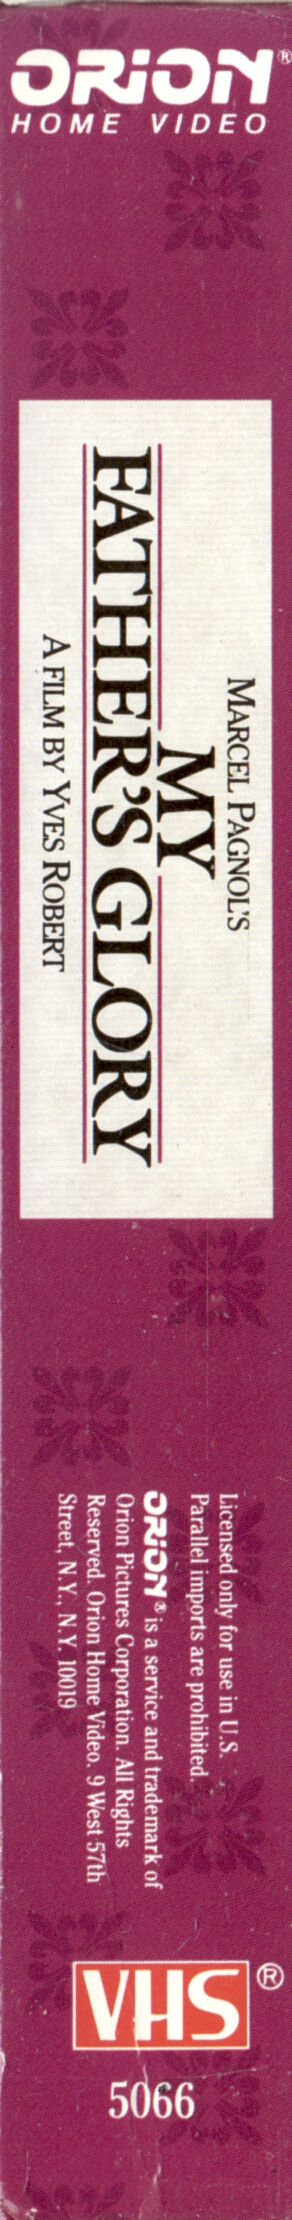 ORION®
HOME VIDEO
MARCEL PAGNOL'S
MY
FATHER'S GLORY
A FILM BY YVES ROBERT
Licensed only for use in U.S.
Parallel imports are prohibited.
ORION® is a service and trademark of
Orion Pictures Corporation. All Rights
Reserved. Orion Home Video. 9 West 57th
Street, N.Y., N.Y. 10019
VHS®
5066